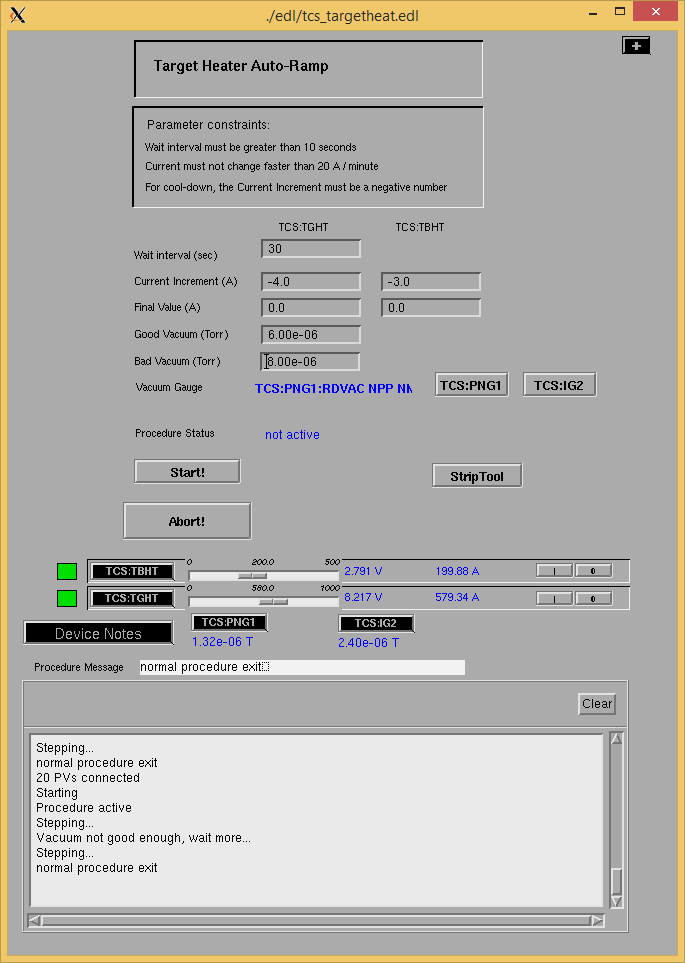 ./edl/tcs_targetheat.edl
+
Target Heater Auto-Ramp
Parameter constraints:
Wait interval must be greater than 10 seconds
Current must not change faster than 20 A / minute
For cool-down, the Current Increment must be a negative number
TCS:TGHT TCS:TBHT
Wait interval (sec) 30
Current Increment (A) -4.0 -3.0
Final Value (A) 0.0 0.0
Good Vacuum (Torr) 6.00e-06
Bad Vacuum (Torr) 8.00e-06
Vacuum Gauge TCS:PNG1:RDVAC NPP TCS:PNG1 TCS:IG2
Procedure Status not active
Start! StripTool
Abort!
0 200.0 500
TCS:TBHT 2.791 V 199.88 A I 0
0 580.0 1000
TCS:TGHT 8.217 V 579.34 A I 0
TCS:PNG1 TCS:IG2
Device Notes 1.32e-06 T 2.40e-06 T
Procedure Message normal procedure exit
Clear
Stepping...
normal procedure exit
20 PVs connected
Starting
Procedure active
Stepping...
Vacuum not good enough, wait more...
Stepping...
normal procedure exit